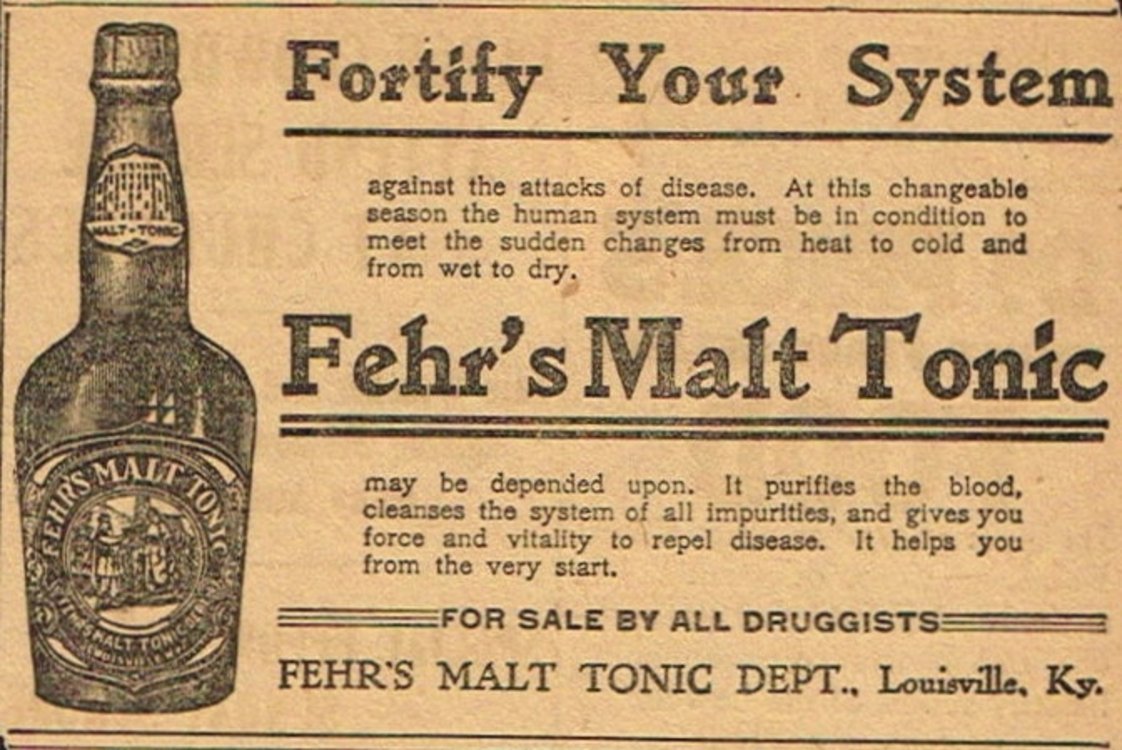 Fortify Your System
against the attacks of disease. At this changeable
season the human system must be in condition to
meet the sudden changes from heat to cold and
from wet to dry.
Fehr's Malt Tonic
may be depended upon. It purifies the blood,
cleanses the system of all impurities, and gives you
force and vitality to repel disease. It helps you
from the very start.
FOR SALE BY ALL DRUGGISTS
FEHR'S MALT TONIC DEPT., Louisville, Ky.
MALT-TONIC
FEHR'S MALT TONIC
MALT TONIC